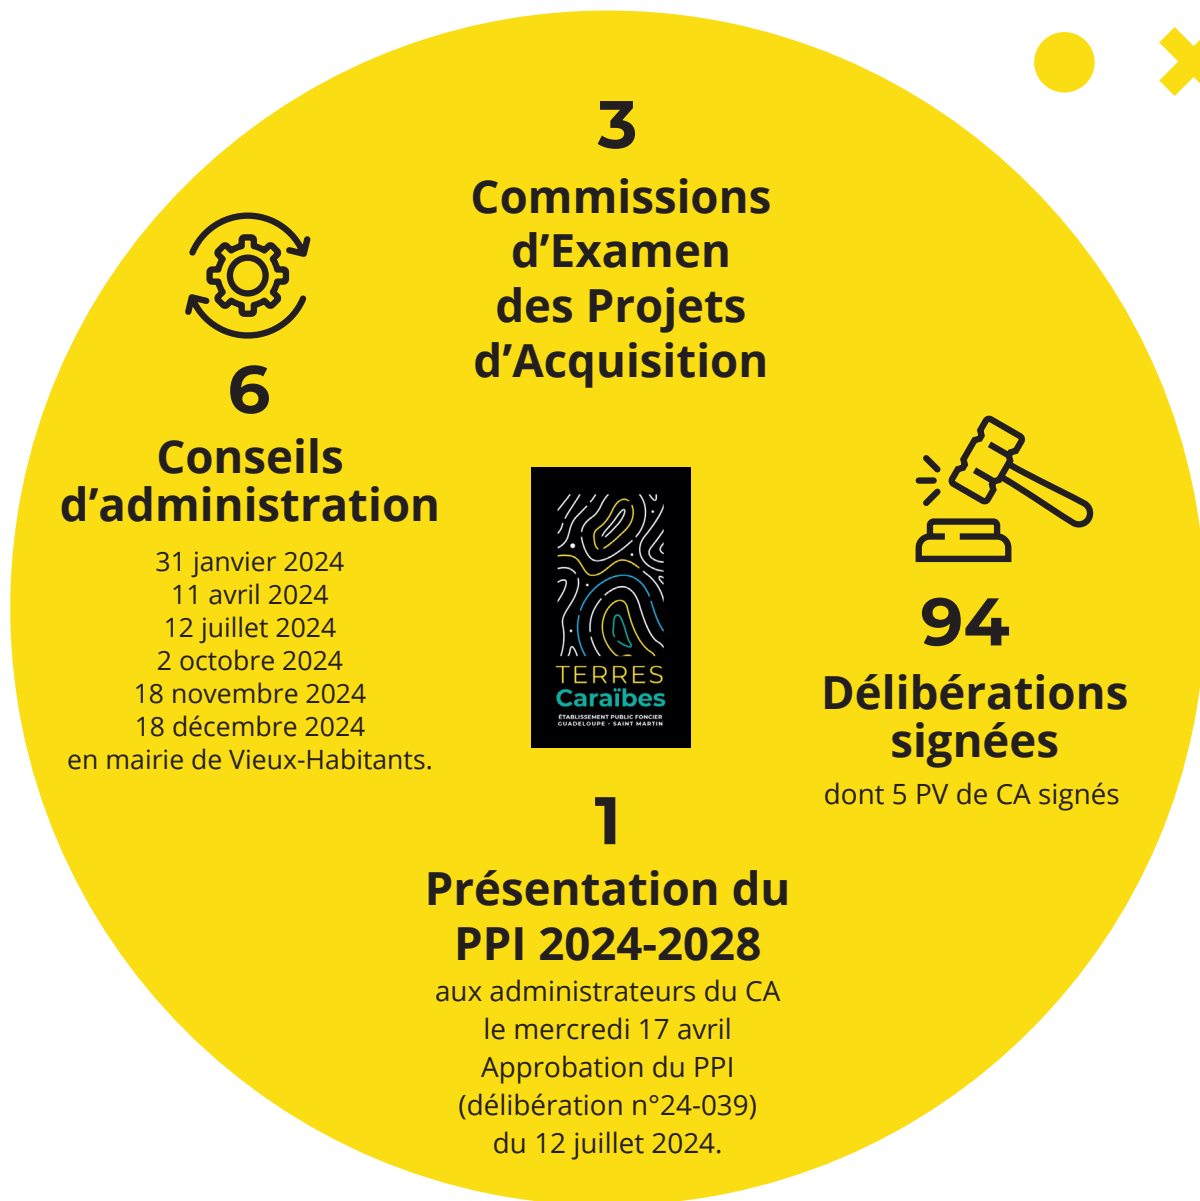 3
Commissions
d’Examen
des Projets
d’Acquisition
6
Conseils
d’administration
31 janvier 2024
11 avril 2024
12 juillet 2024
2 octobre 2024
18 novembre 2024
18 décembre 2024
en mairie de Vieux-Habitants.
TERRES
Caraïbes
ÉTABLISSEMENT PUBLIC FONCIER
GUADELOUPE - SAINT MARTIN
94
Délibérations
signées
dont 5 PV de CA signés
1
Présentation du
PPI 2024-2028
aux administrateurs du CA
le mercredi 17 avril
Approbation du PPI
(délibération n°24-039)
du 12 juillet 2024.